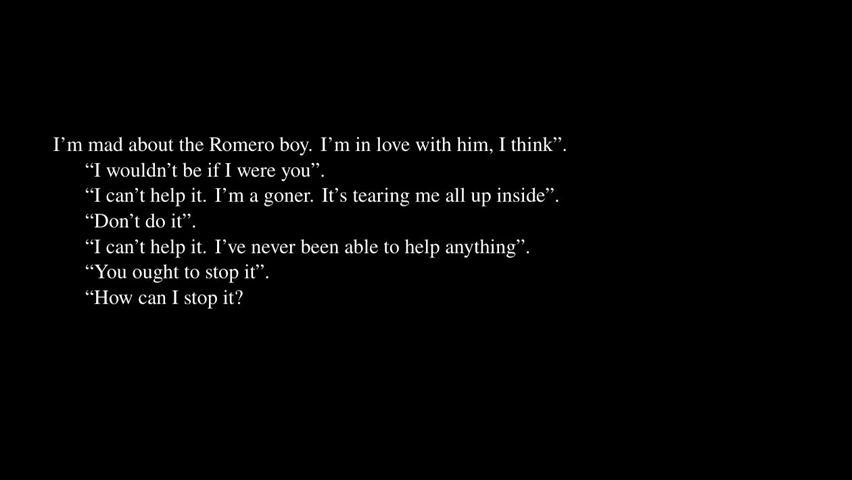 I’m mad about the Romero boy. I’m in love with him, I think”.
“I wouldn’t be if I were you”.
“I can’t help it. I’m a goner. It’s tearing me all up inside”.
“Don’t do it”.
“I can’t help it. I’ve never been able to help anything”.
“You ought to stop it”.
“How can I stop it?